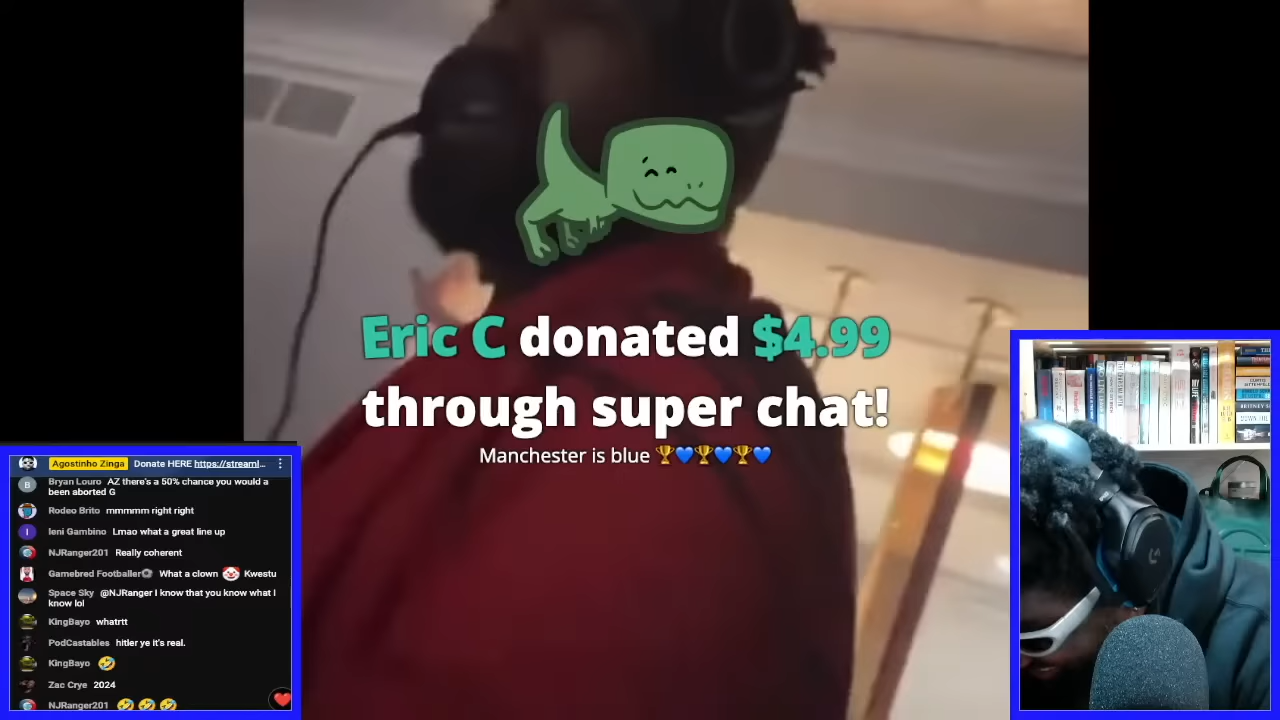 Eric C donated $4.99
through super chat!
Manchester is blue 🏆💙🏆💙🏆💙
Agostinho Zinga Donate HERE https://streaml...
Bryan Louro AZ there's a 50% chance you would a
been aborted G
Rodeo Brito mmmmm right right
Ieni Gambino Lmao what a great line up
NJRanger201 Really coherent
Gamebred Footballer⚽ What a clown 🤡 Kwestu
Space Sky @NJRanger I know that you know what I
know lol
KingBayo whatrtt
PodCastables hitler ye it's real.
KingBayo 🤣
Zac Crye 2024
NJRanger201 🤣 🤣 🤣